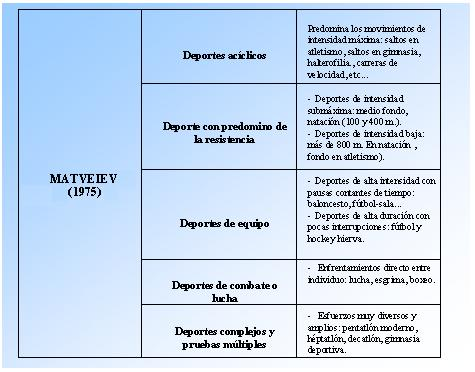 MATVEIEV
(1975)
Deportes acíclicos
Predomina los movimientos de
intensidad máxima: saltos en
atletismo, saltos en gimnasia,
halterofilia., carreras de
velocidad, etc...
Deporte con predomino de
la resistencia
- Deportes de intensidad
submáxima: medio fondo,
natación (100 y 400 m.).
- Deportes de intensidad baja:
más de 800 m. En natación ,
fondo en atletismo).
Deportes de equipo
- Deportes de alta intensidad con
pausas contantes de tiempo:
baloncesto, fútbol-sala...
- Deportes de alta duración con
pocas interrupciones: fútbol y
hockey hierva.
Deportes de combate o
lucha
- Enfrentamientos directo entre
individuo: lucha, esgrima, boxeo.
Deportes complejos y
pruebas múltiples
- Esfuerzos muy diversos y
amplios: pentatlón moderno,
héptatlón, decatlón, gimnasia
deportiva.